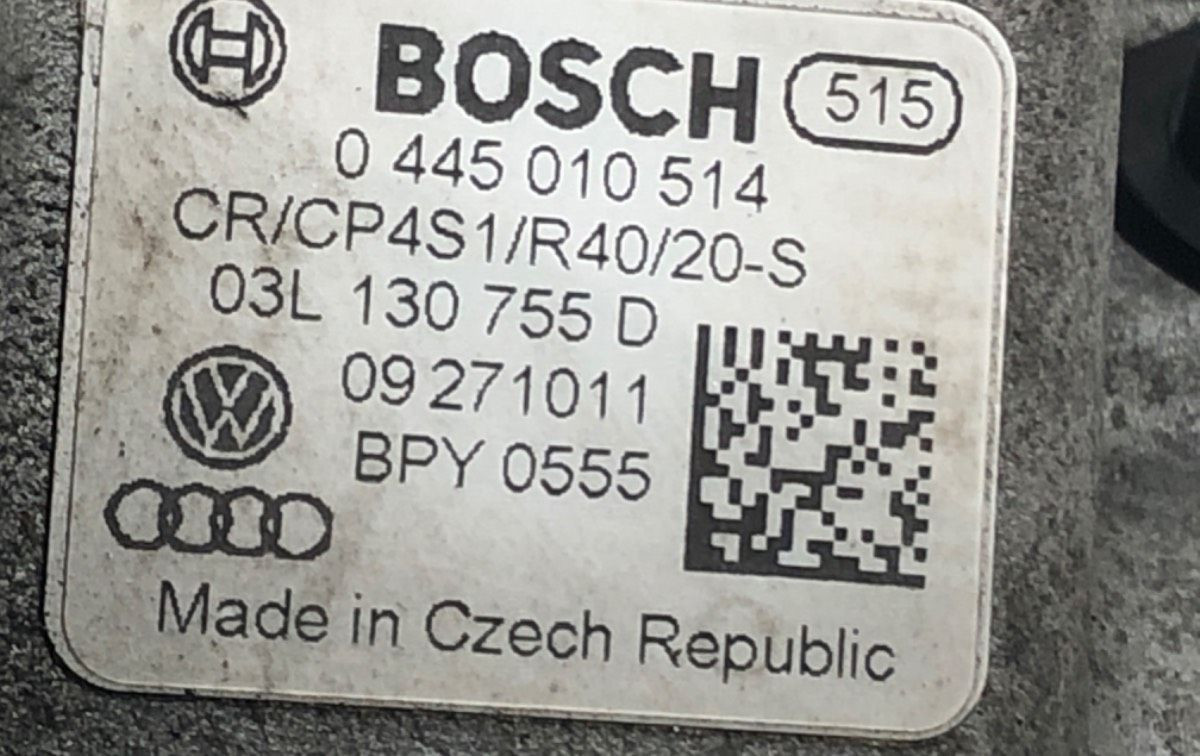 BOSCH 515
0 445 010 514
CR/CP4S1/R40/20-S
03L 130 755 D
09 271011
BPY 0555
Made in Czech Republic